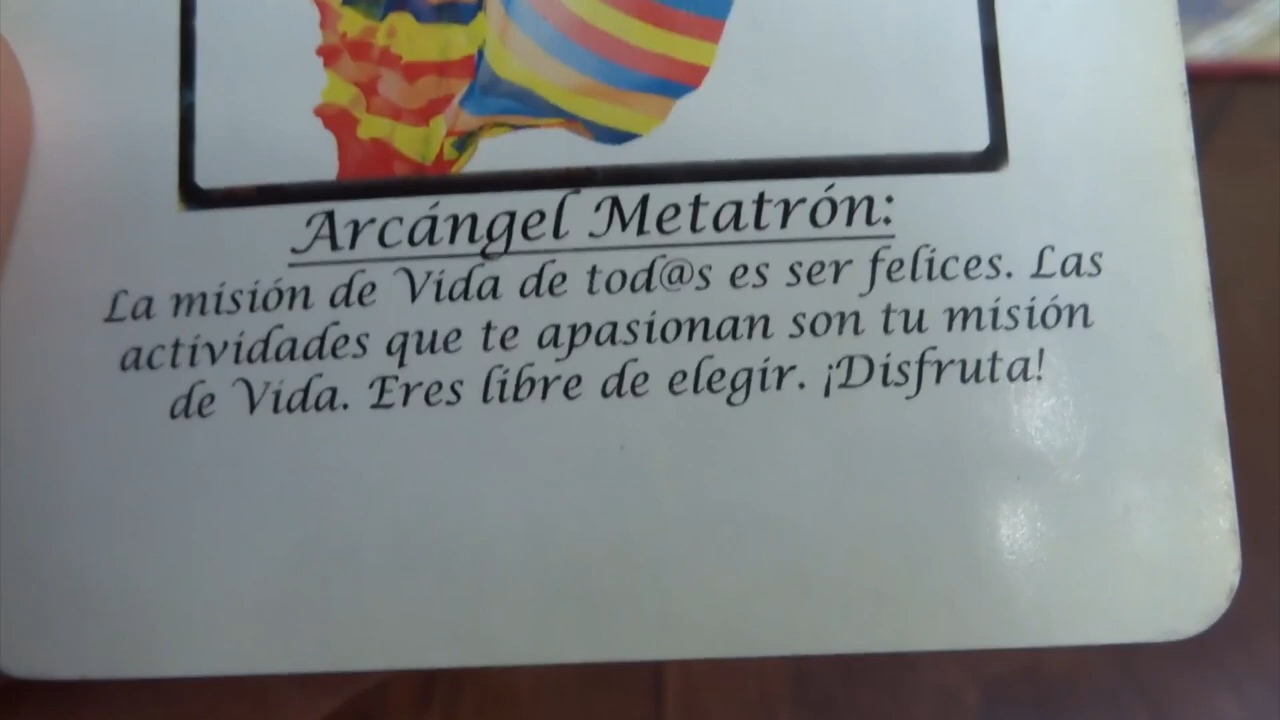 Arcángel Metatrón:
La misión de Vida de tod@s es ser felices. Las
actividades que te apasionan son tu misión
de Vida. Eres libre de elegir. ¡Disfruta!